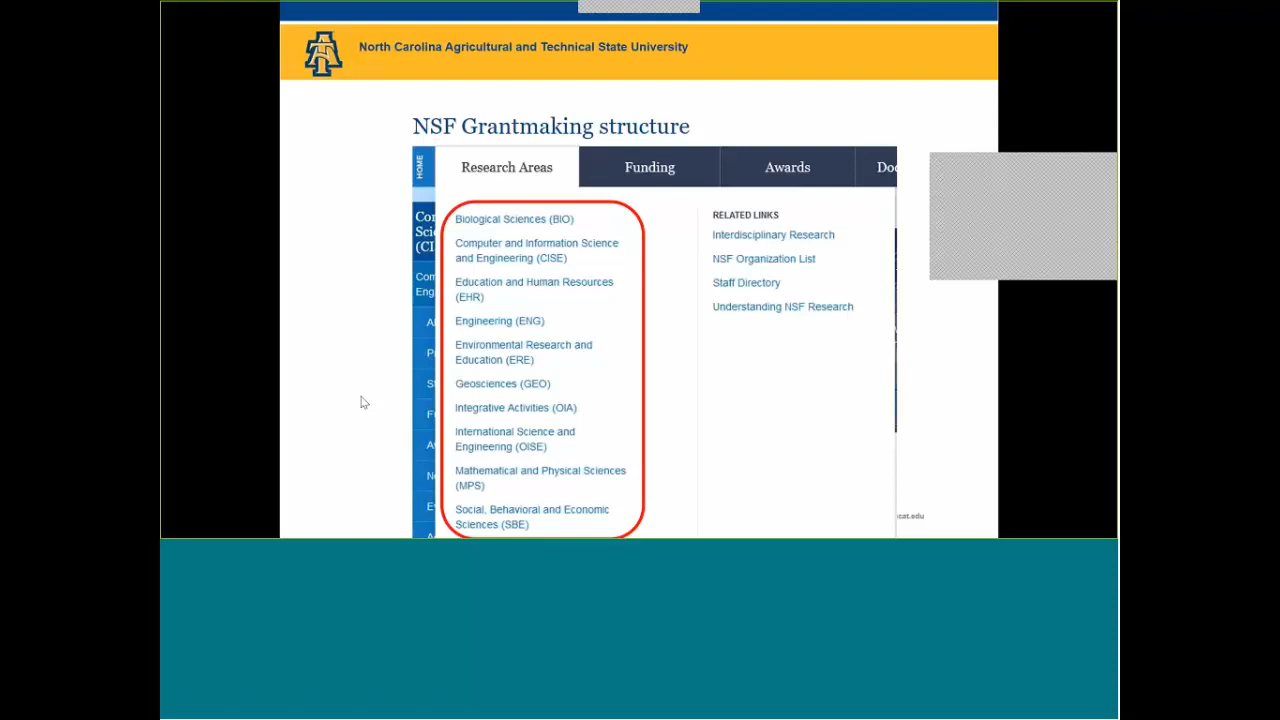 North Carolina Agricultural and Technical State University
NSF Grantmaking structure
HOME
Research Areas
Funding
Awards
Biological Sciences (BIO)
Computer and Information Science
and Engineering (CISE)
Education and Human Resources
(EHR)
Engineering (ENG)
Environmental Research and
Education (ERE)
Geosciences (GEO)
Integrative Activities (OIA)
International Science and
Engineering (OISE)
Mathematical and Physical Sciences
(MPS)
Social, Behavioral and Economic
Sciences (SBE)
RELATED LINKS
Interdisciplinary Research
NSF Organization List
Staff Directory
Understanding NSF Research